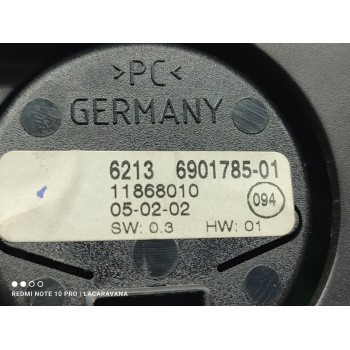 >PC<
GERMANY
6213 6901785-01
11868010
05-02-02
094
SW: 0.3 HW: 01
REDMI NOTE 10 PRO | LACARAVANA